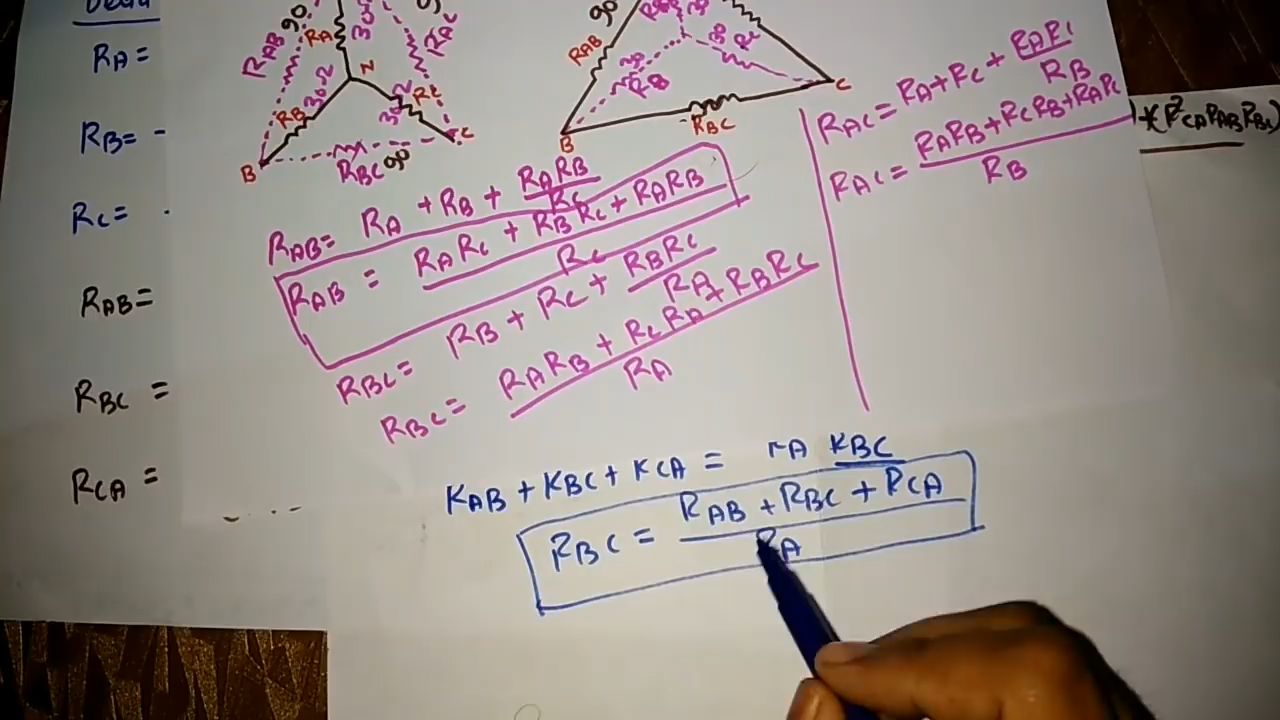 RA =
RB =
RC =
RAB =
RBC =
RCA =
RAB 90
RA
30Ω
RB
N
RC
RAC
B
RBC 90
C
90
RAB
RB
RC
B
RBC
C
RAB = RA + RB + RARB / RC
RAB = RARC + RBRC + RARB / RC
RBC = RB + RC + RBRC / RA
RBC = RARB + RCRA + RBRC / RA
RAC = RA + RC + RARC / RB
RAC = RARB + RCRB + RARC / RB
RAB + RBC + RCA = RA RBC
RBC = RAB + RBC + RCA / RA